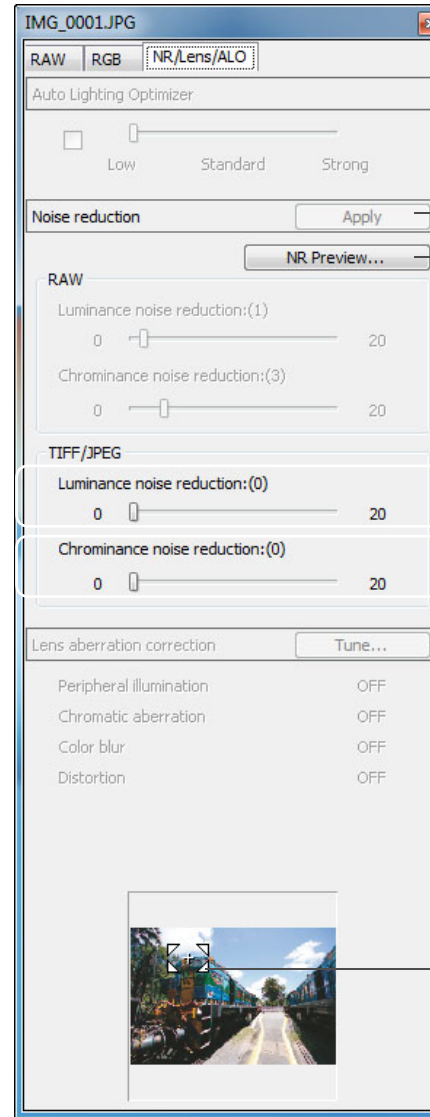 IMG_0001.JPG
RAW RGB NR/Lens/ALO
Auto Lighting Optimizer
Low Standard Strong
Noise reduction Apply
NR Preview...
RAW
Luminance noise reduction:(1)
0 20
Chrominance noise reduction:(3)
0 20
TIFF/JPEG
Luminance noise reduction:(0)
0 20
Chrominance noise reduction:(0)
0 20
Lens aberration correction Tune...
Peripheral illumination OFF
Chromatic aberration OFF
Color blur OFF
Distortion OFF